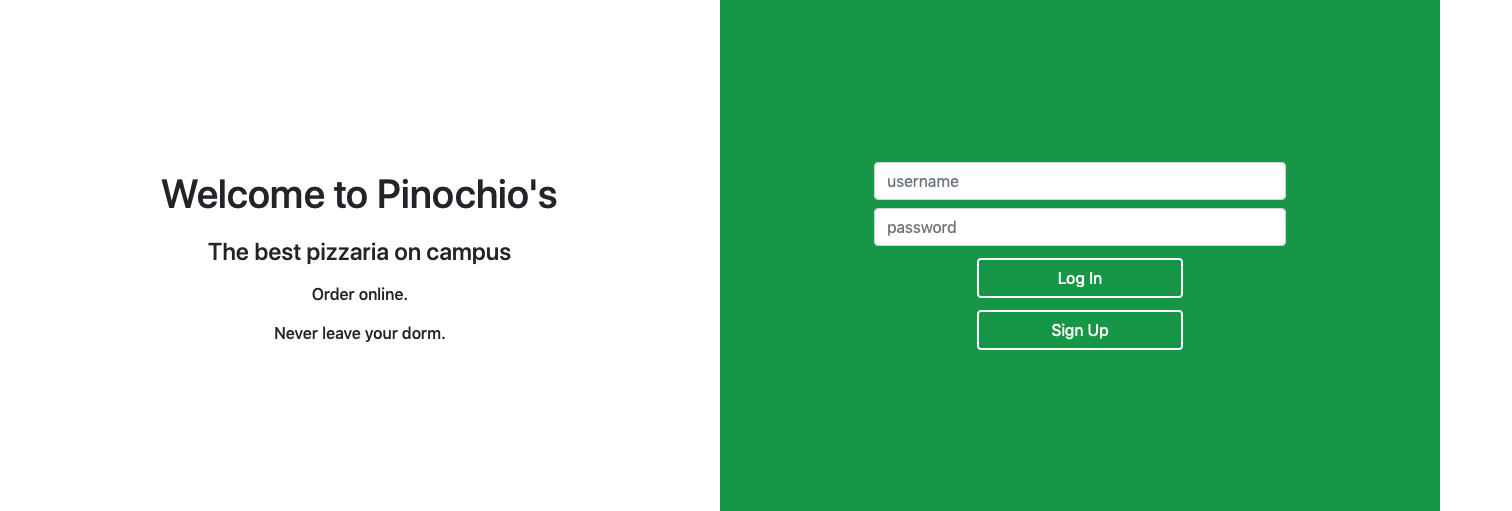 Welcome to Pinochio's
The best pizzaria on campus
Order online.
Never leave your dorm.
username
password
Log In
Sign Up